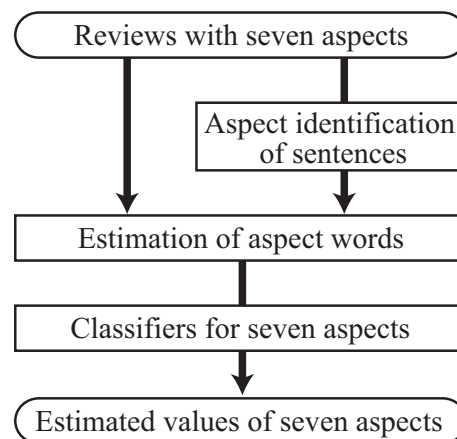 Reviews with seven aspects
Aspect identification
of sentences
Estimation of aspect words
Classifiers for seven aspects
Estimated values of seven aspects